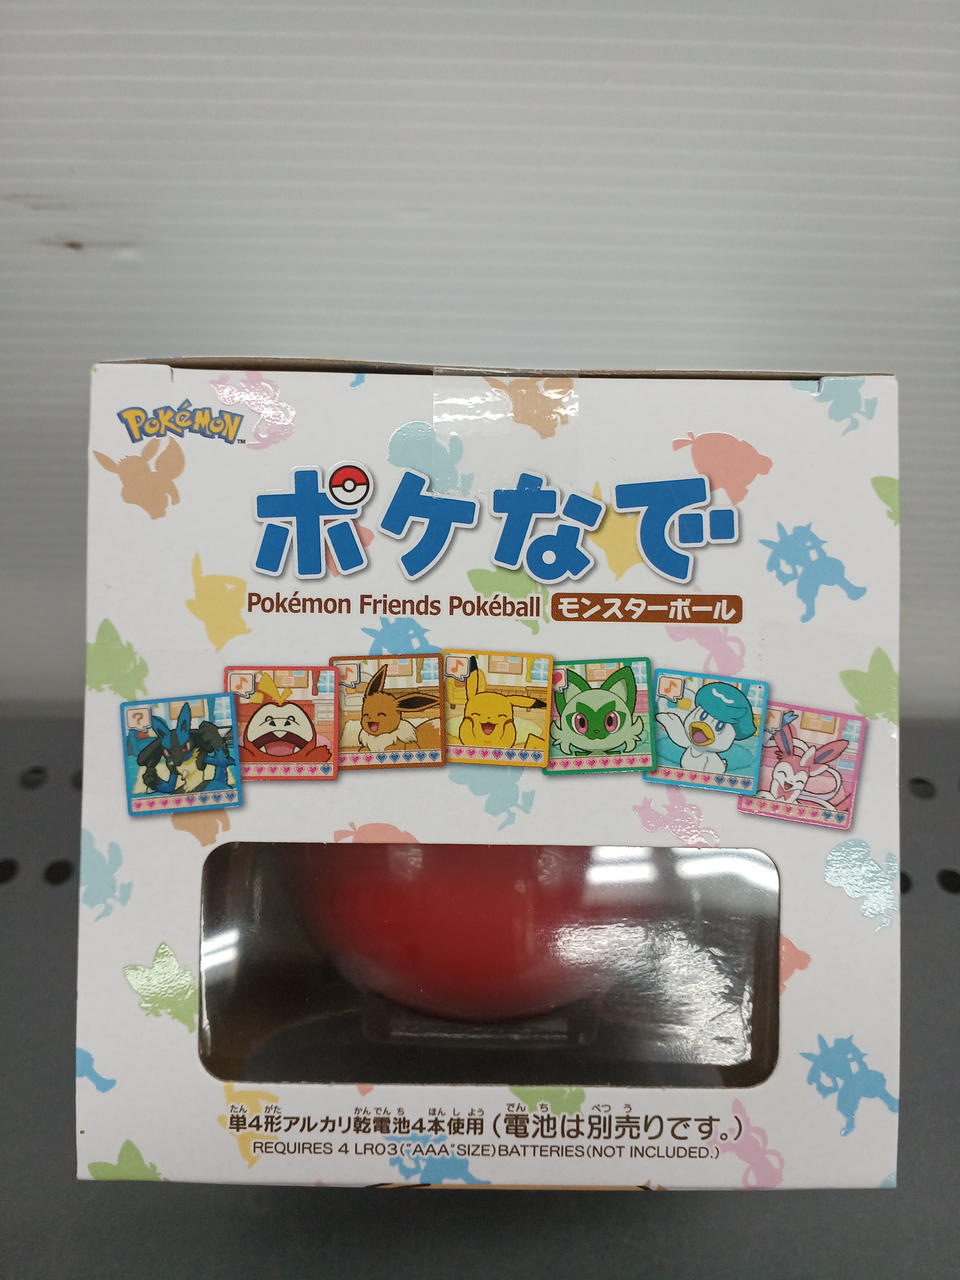 POKéMON™
ポケなで
Pokémon Friends Pokéball モンスターボール
単4形アルカリ乾電池4本使用(電池は別売りです。)
REQUIRES 4 LR03("AAA"SIZE)BATTERIES(NOT INCLUDED.)